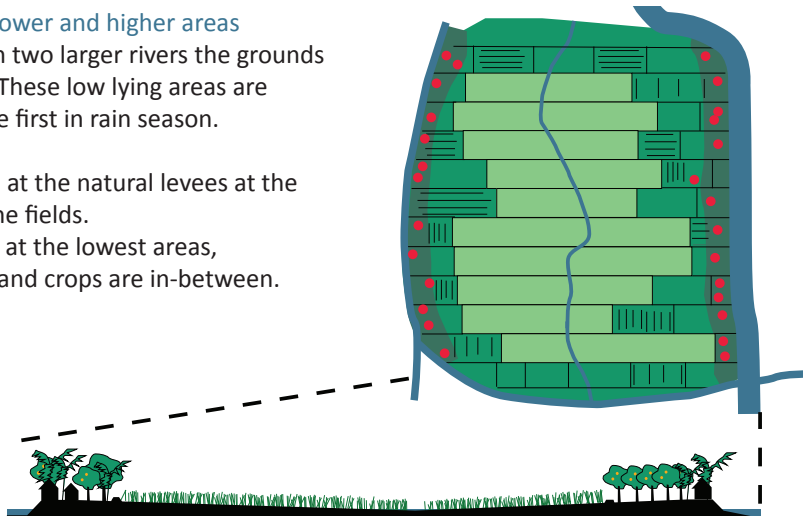 ower and higher areas
n two larger rivers the grounds
These low lying areas are
e first in rain season.
at the natural levees at the
ne fields.
at the lowest areas,
and crops are in-between.